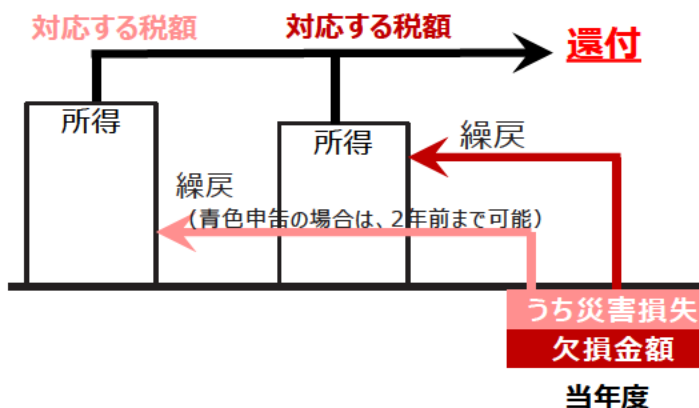 対応する税額
対応する税額
還付
所得
所得
繰戻
繰戻
（青色申告の場合は、2年前まで可能）
うち災害損失
欠損金額
当年度